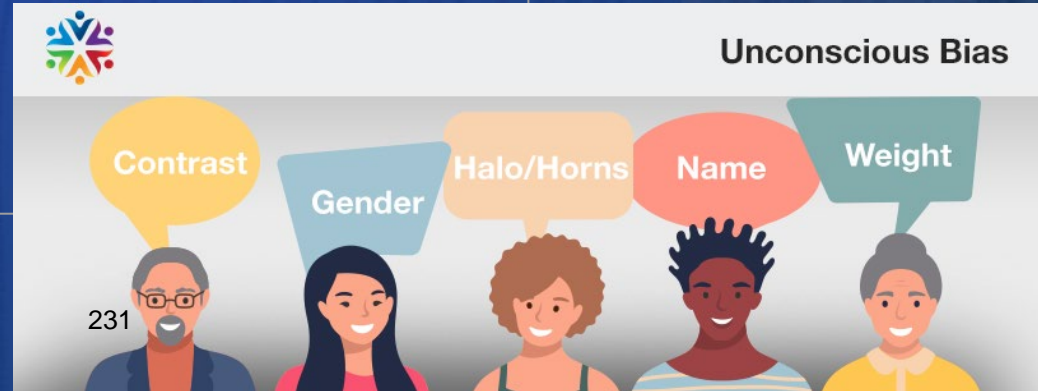 Unconscious Bias
Contrast
Gender
Halo/Horns
Name
Weight
231